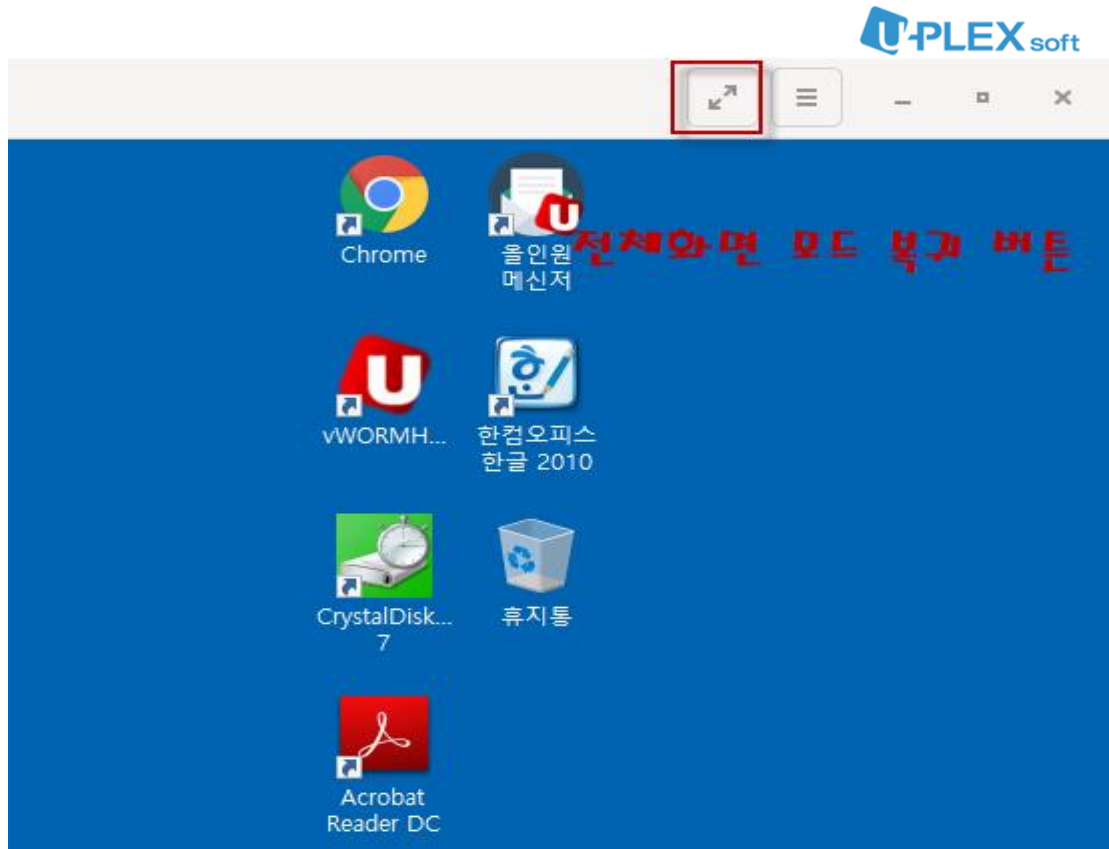 U-PLEX soft
Chrome
올인원
메신저
전체화면 모드 복귀 버튼
vWORMH...
한컴오피스
한글 2010
CrystalDisk...
7
휴지통
Acrobat
Reader DC